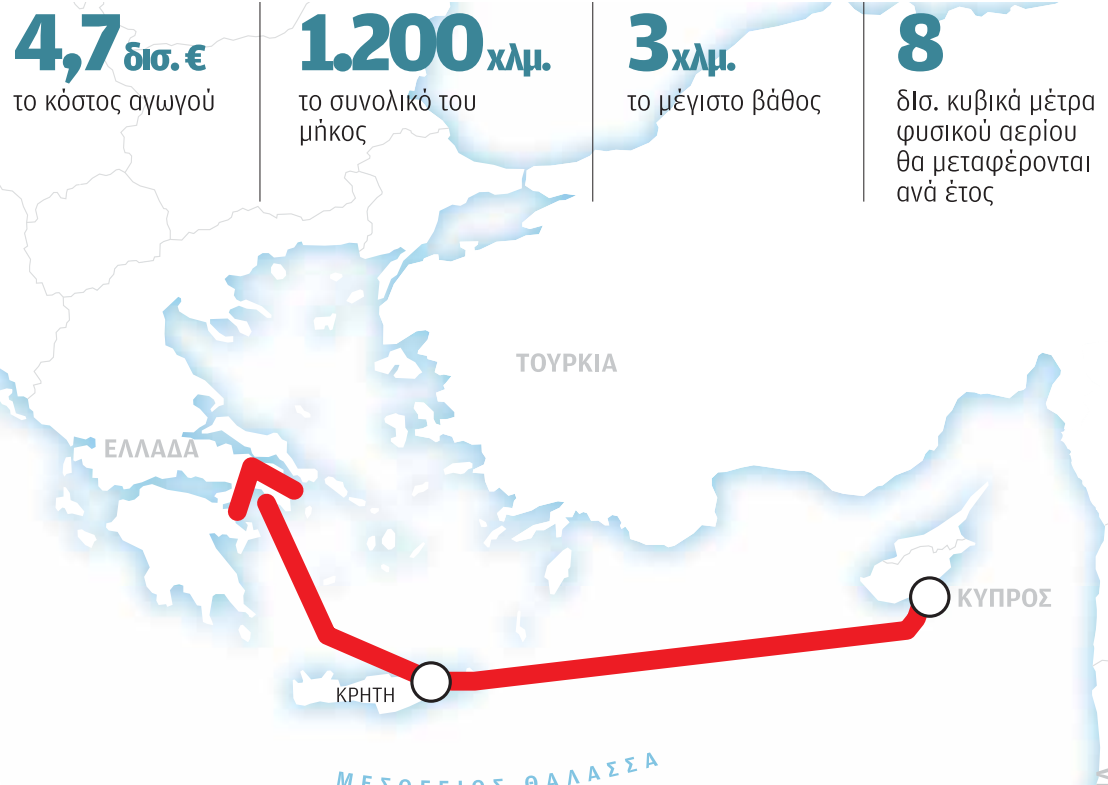 4,7 δισ. €
το κόστος αγωγού
1.200 χλμ.
το συνολικό του
μήκος
3 χλμ.
το μέγιστο βάθος
8
δισ. κυβικά μέτρα
φυσικού αερίου
θα μεταφέρονται
ανά έτος
ΤΟΥΡΚΙΑ
ΕΛΛΑΔΑ
ΚΥΠΡΟΣ
ΚΡΗΤΗ
ΜΕΣΟΓΕΙΟΣ ΘΑΛΑΣΣΑ